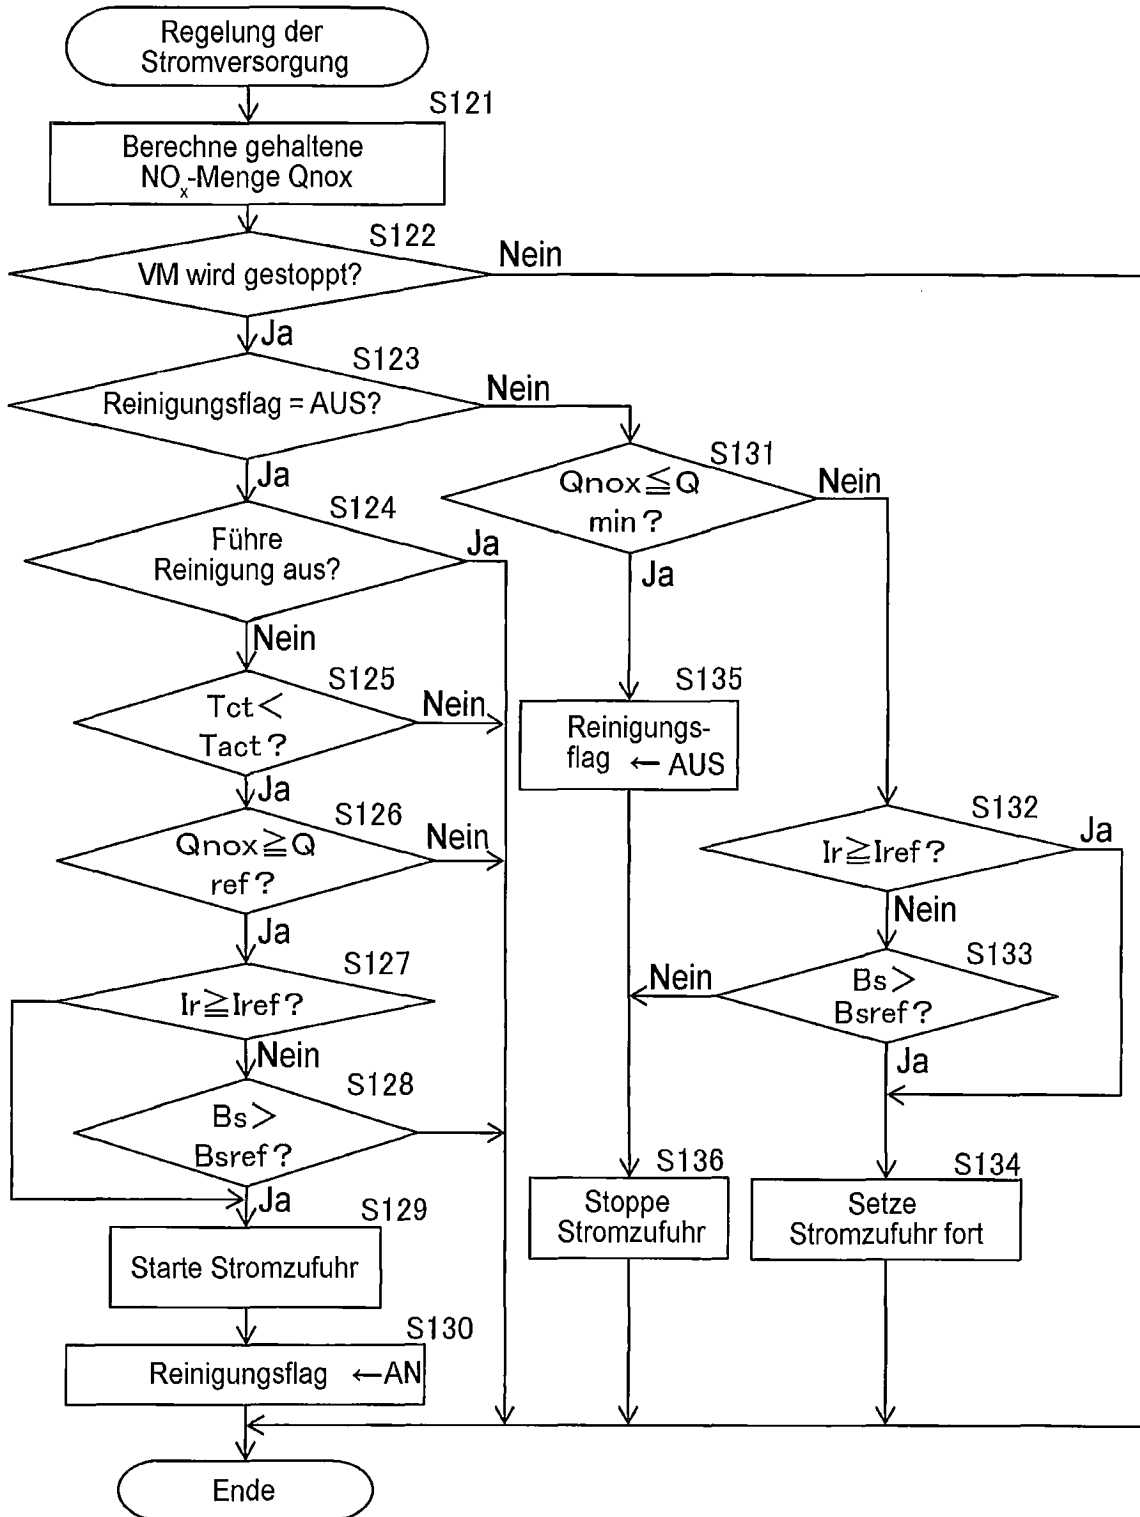 Regelung der
Stromversorgung
S121
Berechne gehaltene
NOx-Menge Qnox
S122
VM wird gestoppt?
Nein
Ja
S123
Reinigungsflag = AUS?
Nein
Ja
S131
Qnox≦Q
min?
Nein
Ja
S124
Führe
Reinigung aus?
Ja
Nein
S125
Tct<
Tact?
Nein
Ja
S135
Reinigungs-
flag ← AUS
S126
Qnox≧Q
ref?
Nein
Ja
S132
Ir≧Iref?
Ja
Nein
S127
Ir≧Iref?
Nein
S133
Bs>
Bsref?
Nein
Ja
S128
Bs>
Bsref?
Ja
S129
Starte Stromzufuhr
S136
Stoppe
Stromzufuhr
S134
Setze
Stromzufuhr fort
S130
Reinigungsflag ←AN
Ende